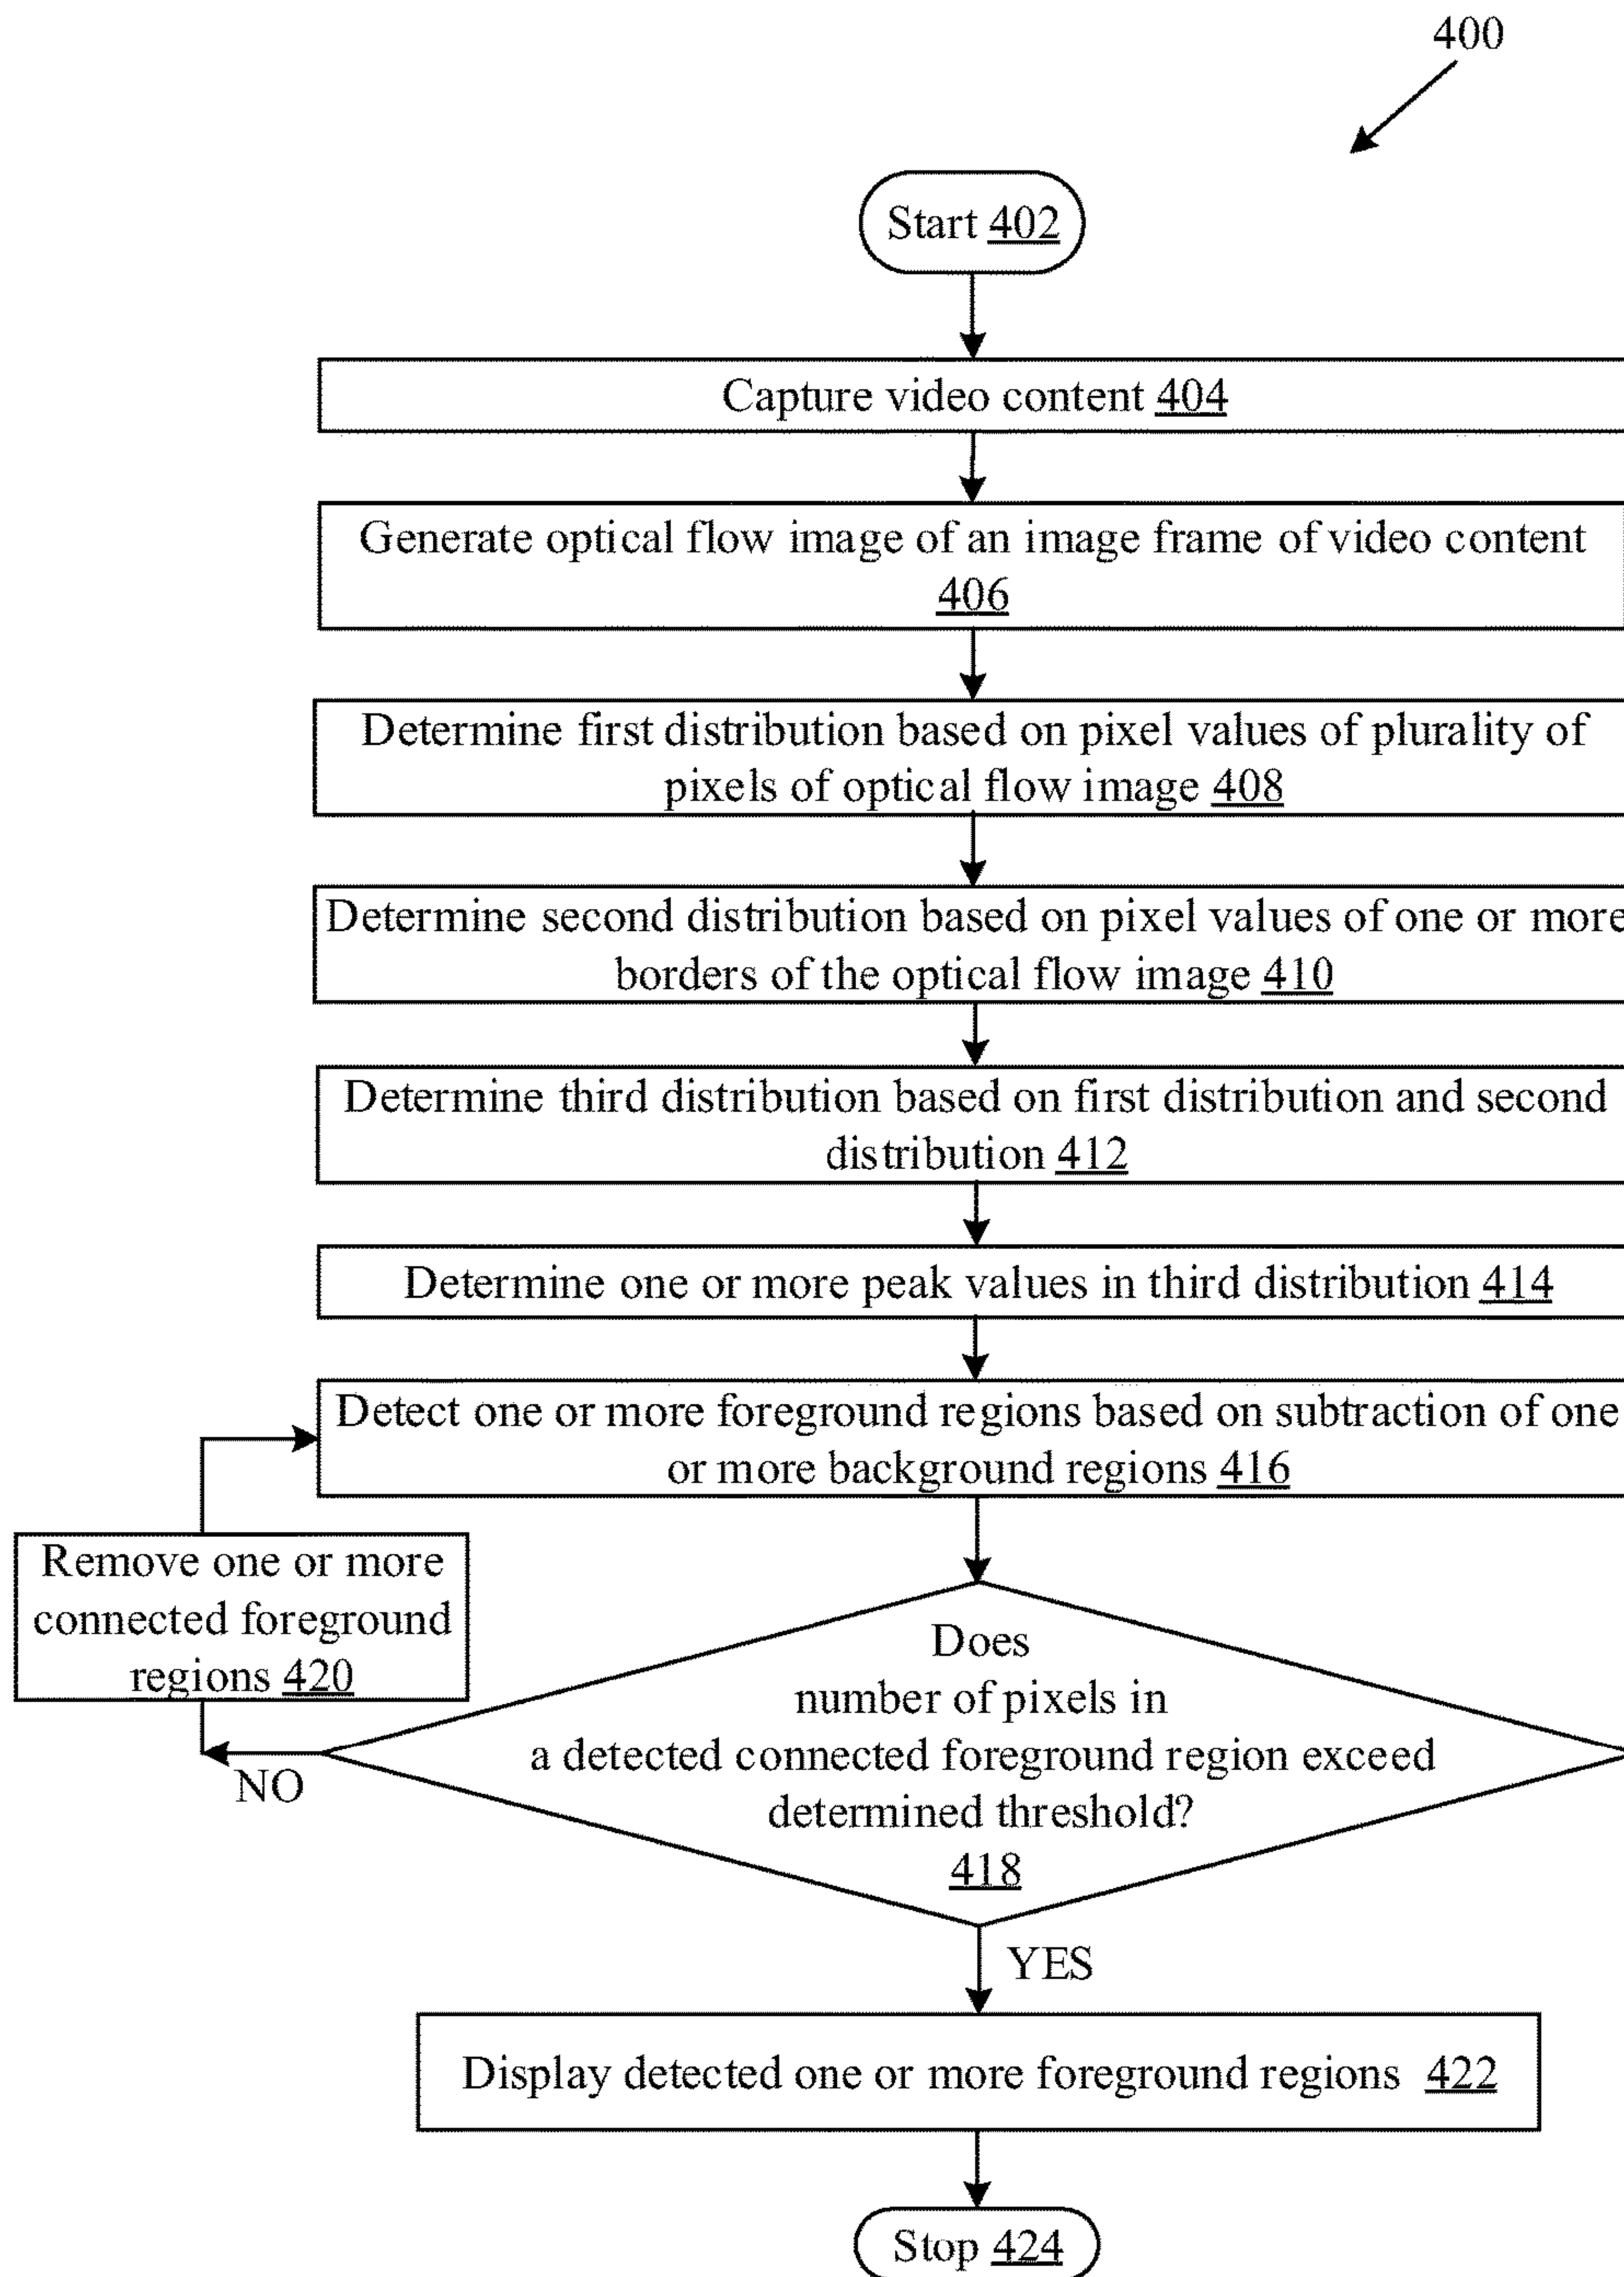 400
Start 402
Capture video content 404
Generate optical flow image of an image frame of video content
406
Determine first distribution based on pixel values of plurality of
pixels of optical flow image 408
Determine second distribution based on pixel values of one or more
borders of the optical flow image 410
Determine third distribution based on first distribution and second
distribution 412
Determine one or more peak values in third distribution 414
Detect one or more foreground regions based on subtraction of one
or more background regions 416
Remove one or more
connected foreground
regions 420
Does
number of pixels in
a detected connected foreground region exceed
determined threshold?
418
NO
YES
Display detected one or more foreground regions 422
Stop 424